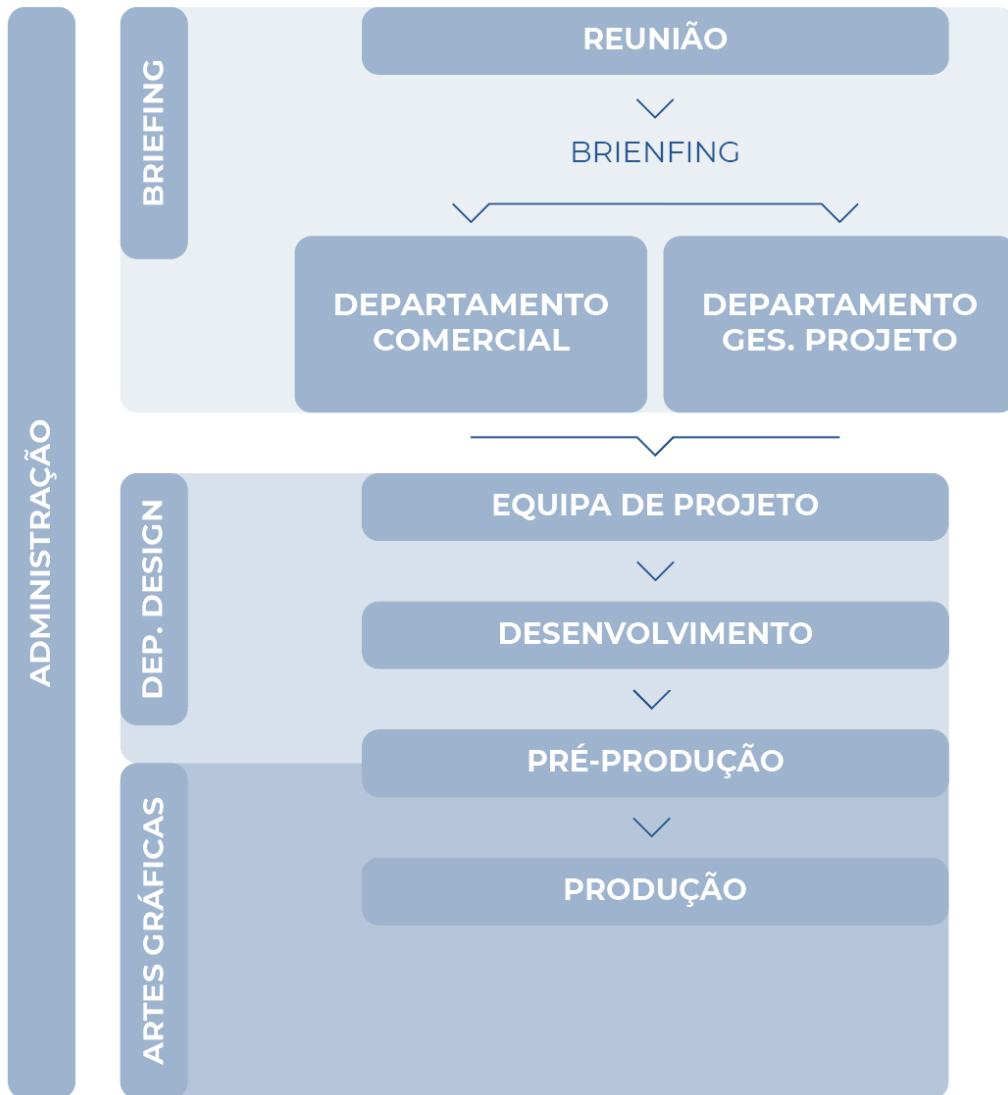 ADMINISTRAÇÃO
BRIEFING
REUNIÃO
BRIENFING
DEPARTAMENTO
COMERCIAL
DEPARTAMENTO
GES. PROJETO
DEP. DESIGN
EQUIPA DE PROJETO
DESENVOLVIMENTO
PRÉ-PRODUÇÃO
ARTES GRÁFICAS
PRODUÇÃO